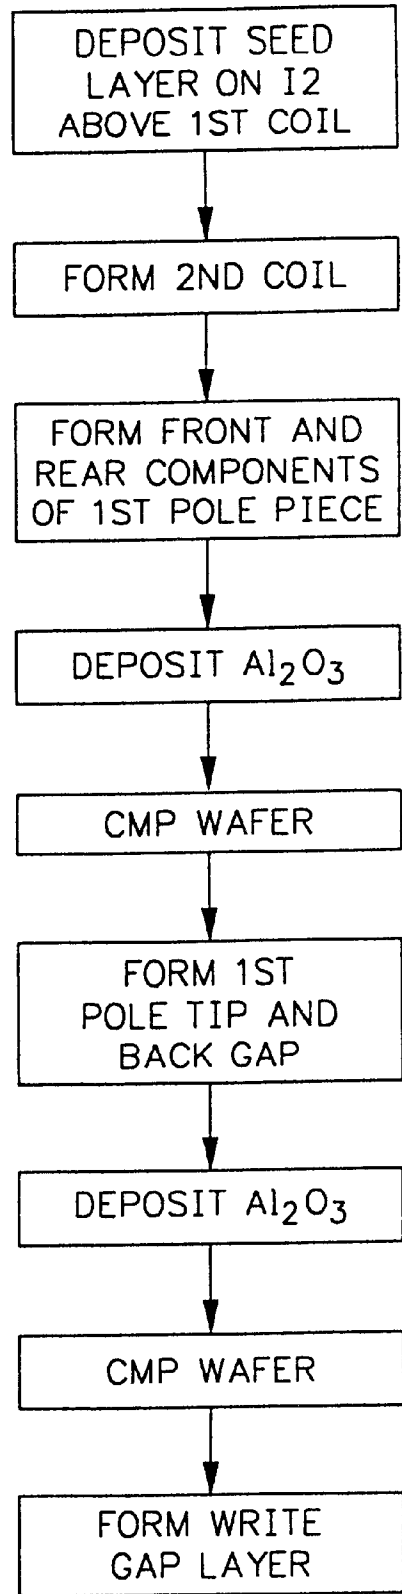 DEPOSIT SEED
LAYER ON I2
ABOVE 1ST COIL
FORM 2ND COIL
FORM FRONT AND
REAR COMPONENTS
OF 1ST POLE PIECE
DEPOSIT Al₂O₃
CMP WAFER
FORM 1ST
POLE TIP AND
BACK GAP
DEPOSIT Al₂O₃
CMP WAFER
FORM WRITE
GAP LAYER